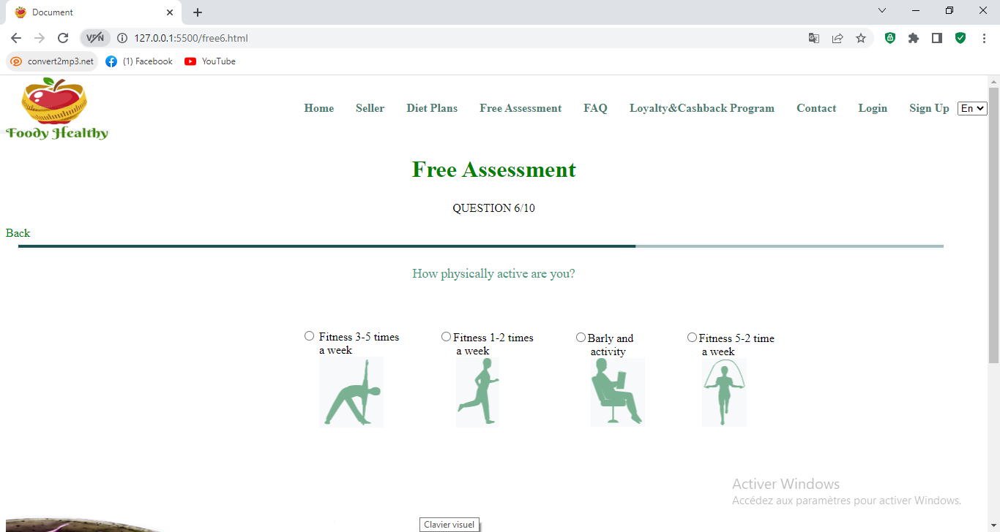 Document
VPN
127.0.0.1:5500/free6.html
convert2mp3.net
(1) Facebook
YouTube
Foody Healthy
Home
Seller
Diet Plans
Free Assessment
FAQ
Loyalty&Cashback Program
Contact
Login
Sign Up
En
Free Assessment
QUESTION 6/10
Back
How physically active are you?
Fitness 3-5 times
a week
Fitness 1-2 times
a week
Barly and
activity
Fitness 5-2 time
a week
Activer Windows
Accédez aux paramètres pour activer Windows.
Clavier visuel